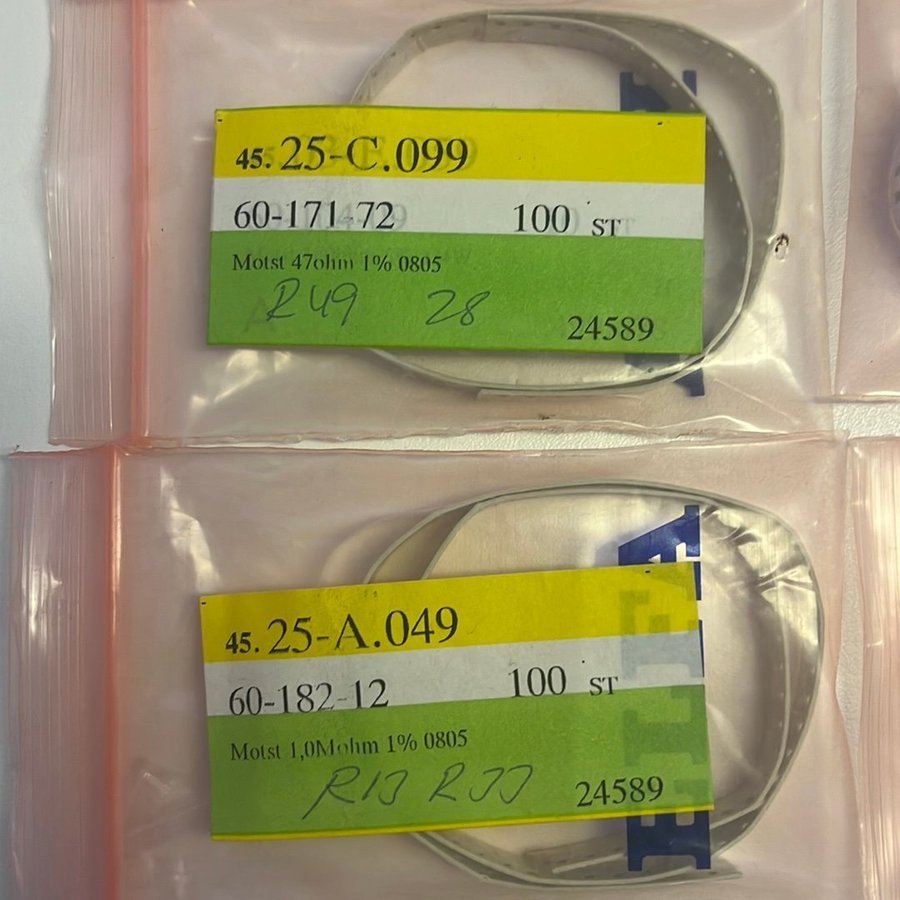 45. 25-C.099
60-171-72 100 ST
Motst 47ohm 1% 0805
R49 28
24589
45. 25-A.049
60-182-12 100 ST
Motst 1,0Mohm 1% 0805
24589